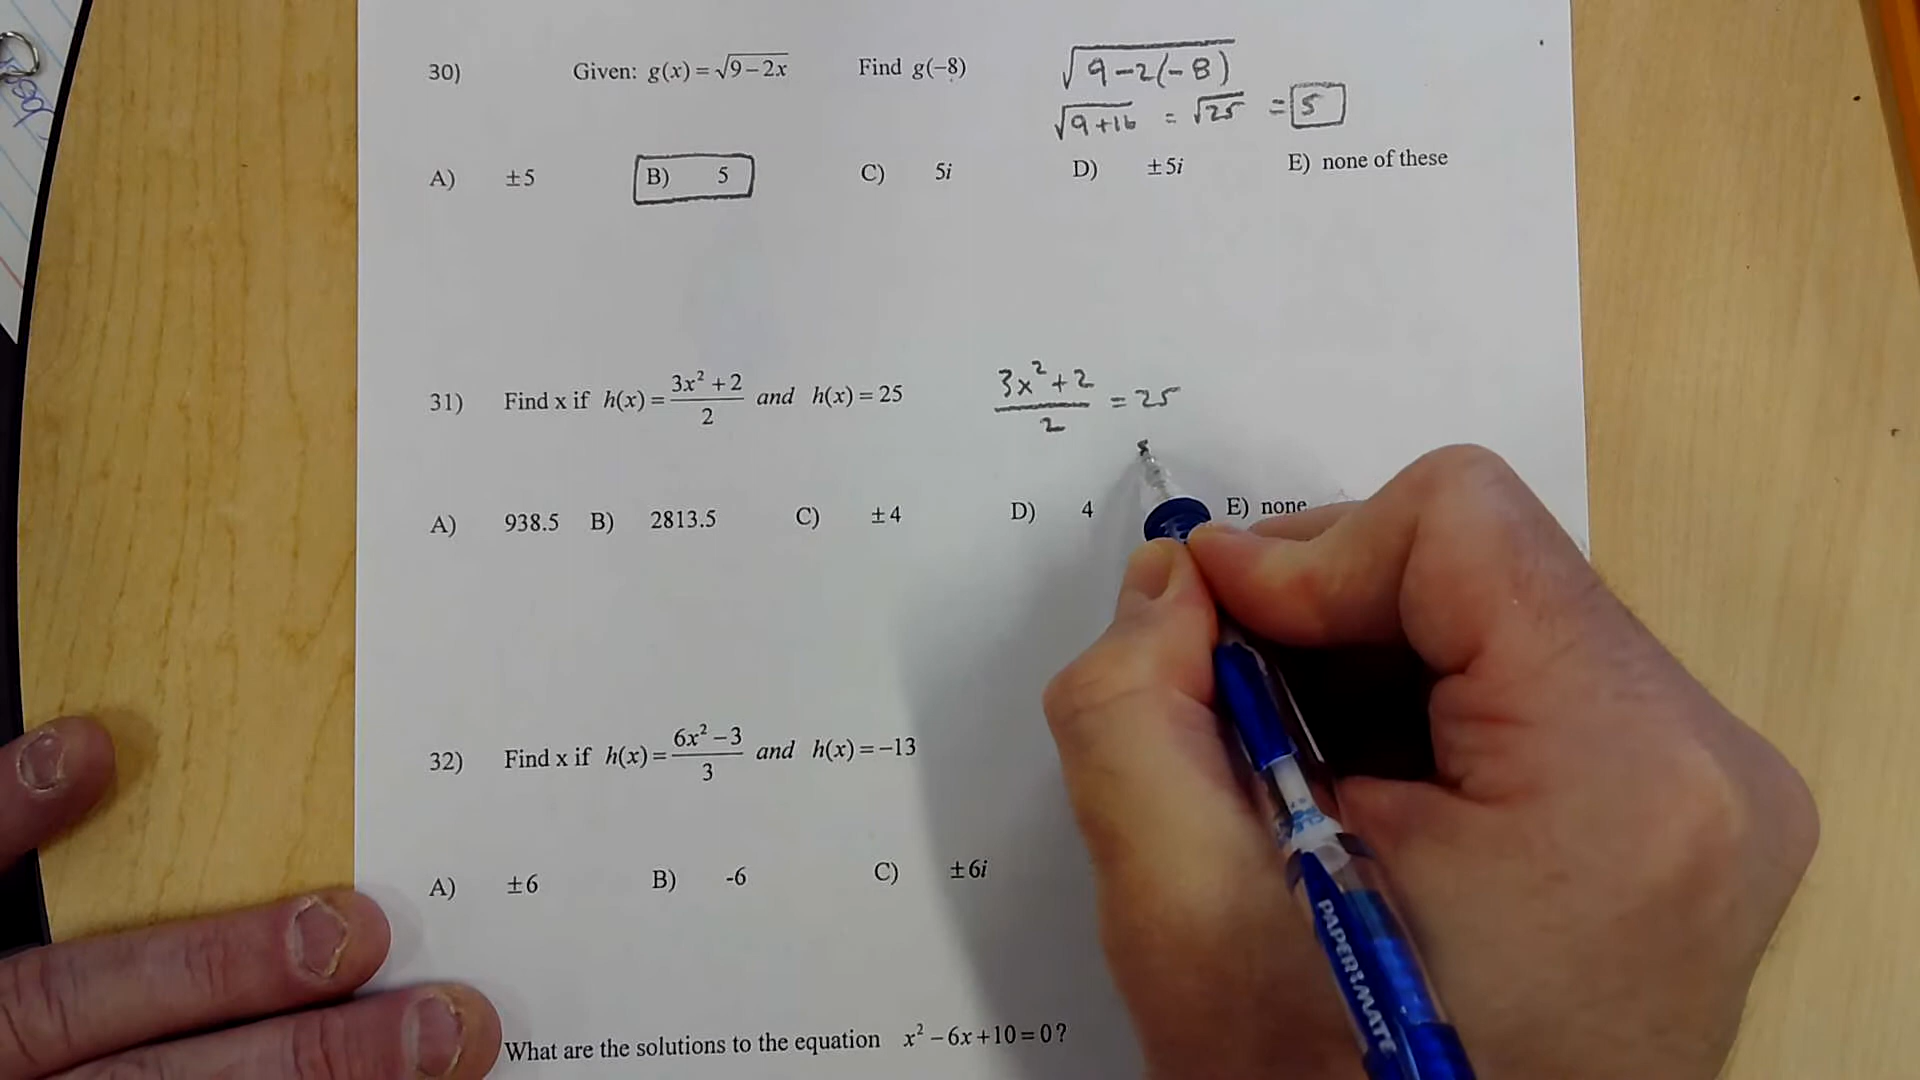 30) Given: g(x) = √9 − 2x Find g(−8) √9−2(−8)
√9+16 = √25 = 5
A) ±5 B) 5 C) 5i D) ±5i E) none of these
31) Find x if h(x) = 3x² + 2 / 2 and h(x) = 25 3x²+2 / 2 = 25
A) 938.5 B) 2813.5 C) ±4 D) 4 E) none
32) Find x if h(x) = 6x² − 3 / 3 and h(x) = −13
A) ±6 B) -6 C) ±6i
What are the solutions to the equation x² − 6x + 10 = 0?
PAPER MATE